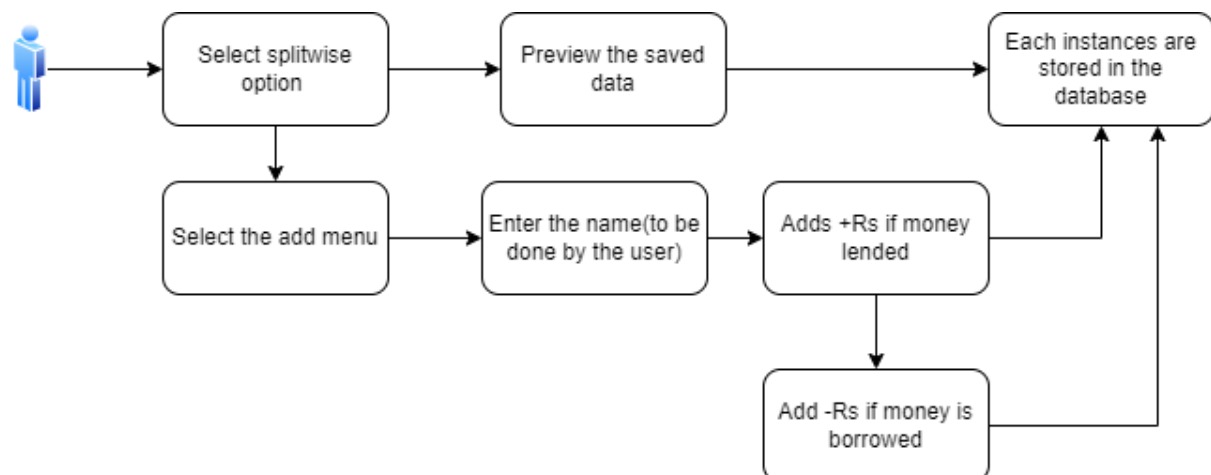 Select splitwise
option
Preview the saved
data
Each instances are
stored in the
database
Select the add menu
Enter the name(to be
done by the user)
Adds +Rs if money
lended
Add -Rs if money is
borrowed